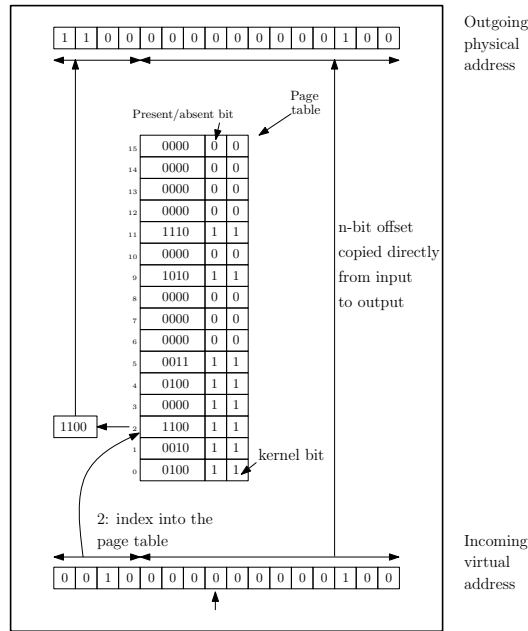 1 1 0 0 0 0 0 0 0 0 0 0 0 1 0 0
Outgoing
physical
address
Page
table
Present/absent bit
15 0000 0 0
14 0000 0 0
13 0000 0 0
12 0000 0 0
11 1110 1 1
10 0000 0 0
9 1010 1 1
8 0000 0 0
7 0000 0 0
6 0000 0 0
5 0011 1 1
4 0100 1 1
3 0000 1 1
2 1100 1 1
1 0010 1 1
0 0100 1 1
n-bit offset
copied directly
from input
to output
1100
kernel bit
2: index into the
page table
0 0 1 0 0 0 0 0 0 0 0 0 0 1 0 0
Incoming
virtual
address